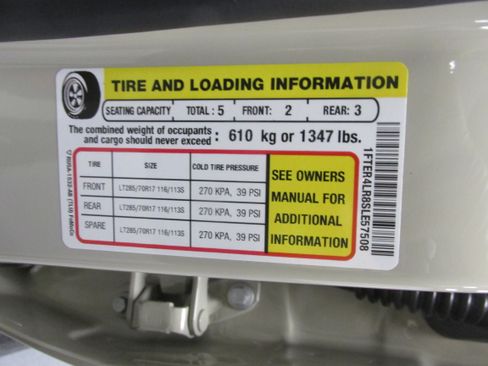 TIRE AND LOADING INFORMATION
SEATING CAPACITY TOTAL : 5 FRONT: 2 REAR: 3
The combined weight of occupants
and cargo should never exceed : 610 kg or 1347 lbs.
TIRE SIZE COLD TIRE PRESSURE
FRONT LT285/70R17 116/113S 270 KPA, 39 PSI
REAR LT285/70R17 116/113S 270 KPA, 39 PSI
SPARE LT285/70R17 116/113S 270 KPA, 39 PSI
SEE OWNERS
MANUAL FOR
ADDITIONAL
INFORMATION
1FTER4LR8SLE57508